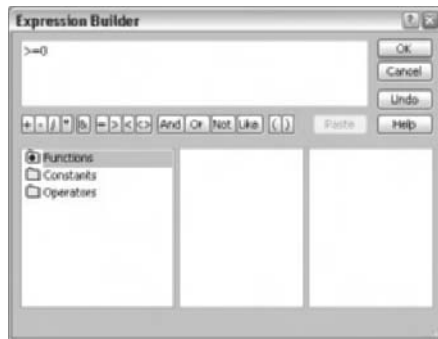 Expression Builder
>=0
OK
Cancel
Undo
+ - / * & = > < <> And Or Not Like ( ) Paste Help
Functions
Constants
Operators